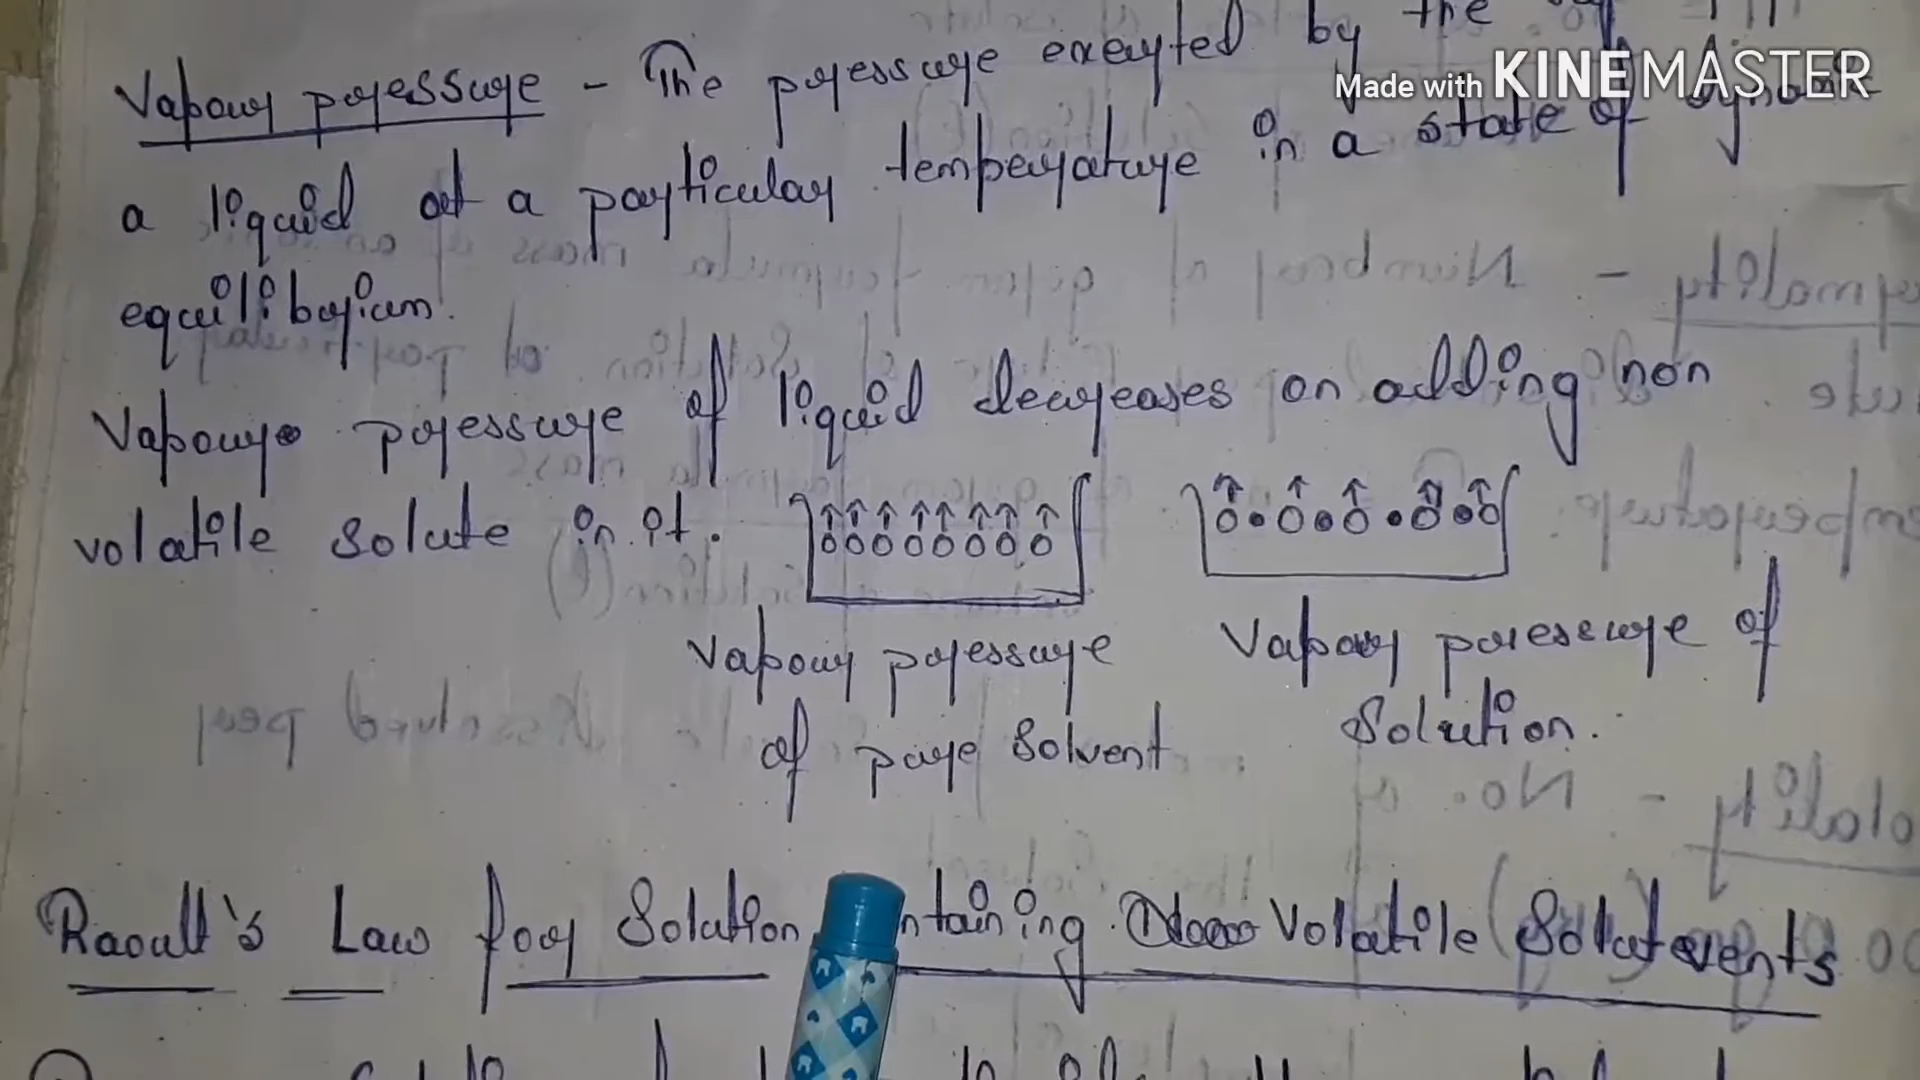 Vapour pressure - The pressure exerted by the
Made with KINEMASTER
a liquid at a particular temperature in a state of dynamic
equilibrium.
Vapour pressure of liquid decreases on adding non
volatile solute in it.
Vapour pressure Vapour pressure of
of pure solvent Solution.
Raoult's Law for Solution ntaining Volatile Solvents